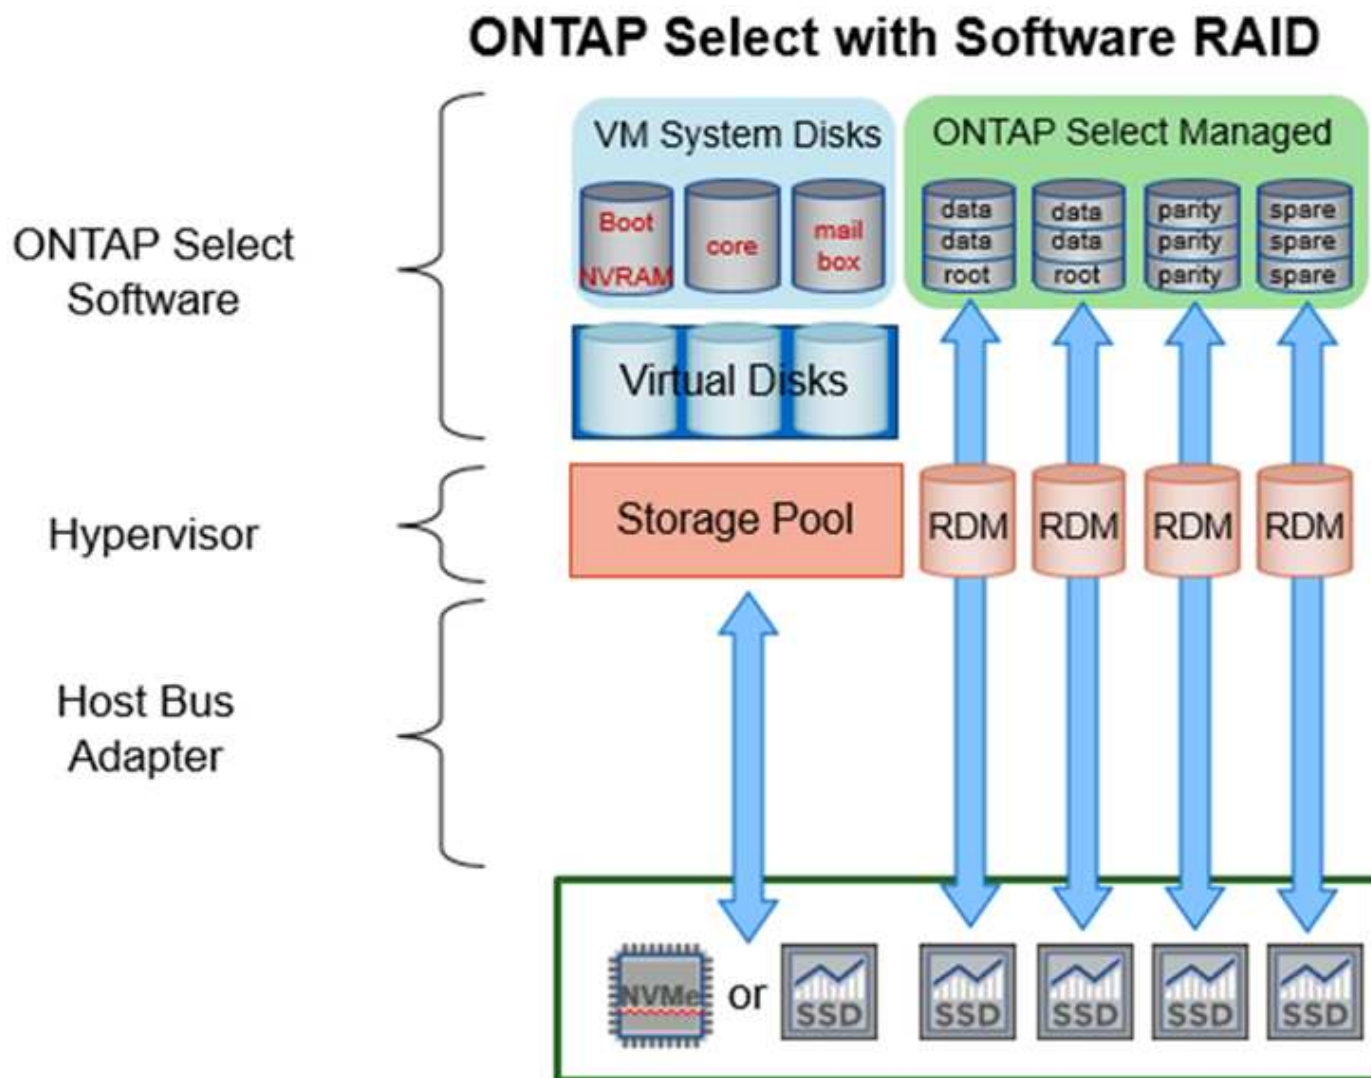 ONTAP Select with Software RAID
ONTAP Select
Software
VM System Disks
Boot
NVRAM
core
mail
box
ONTAP Select Managed
data
data
root
data
data
root
parity
parity
parity
spare
spare
spare
Virtual Disks
Hypervisor
Storage Pool
RDM
RDM
RDM
RDM
Host Bus
Adapter
NVMe
or
SSD
SSD
SSD
SSD
SSD